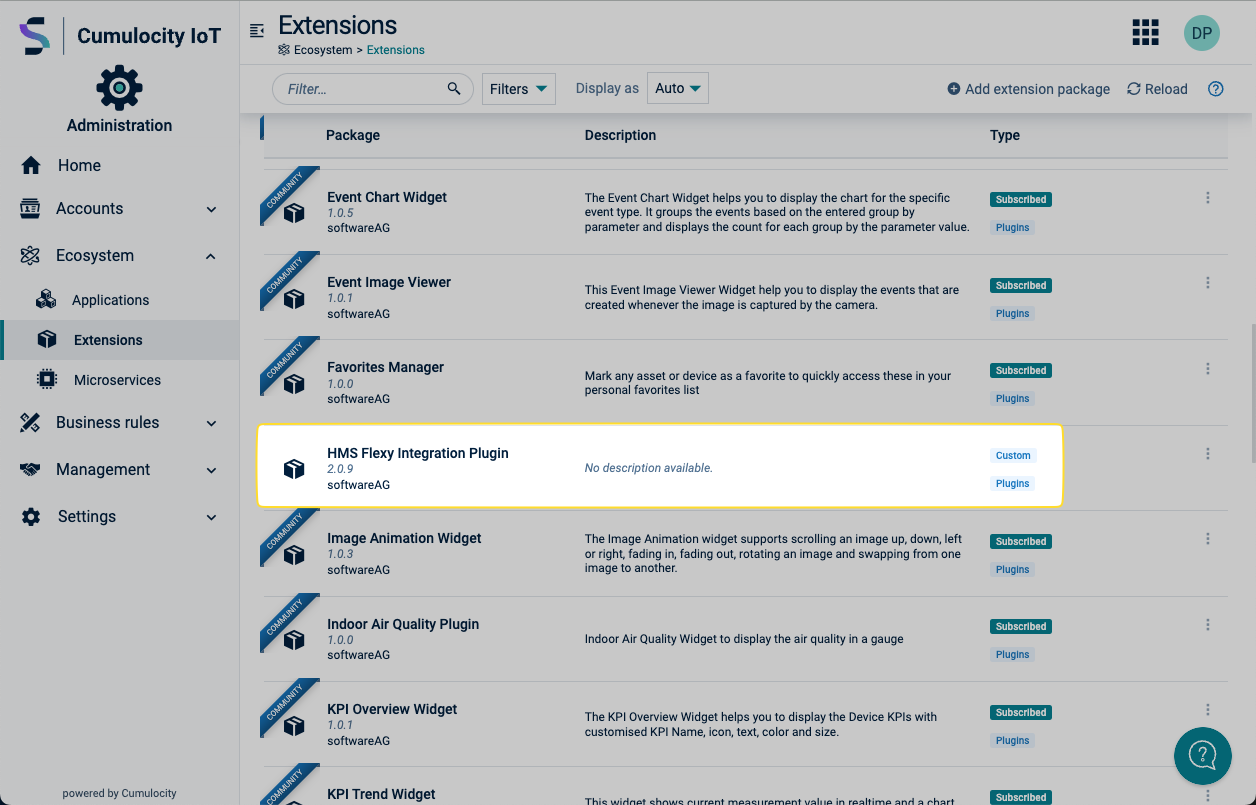 Cumulocity IoT
Administration
Home
Accounts
Ecosystem
Applications
Extensions
Microservices
Business rules
Management
Settings
powered by Cumulocity
Extensions
Ecosystem > Extensions
DP
Filter...
Filters
Display as
Auto
Add extension package
Reload
?
Package
Description
Type
COMMUNITY
Event Chart Widget
1.0.5
softwareAG
The Event Chart Widget helps you to display the chart for the specific
event type. It groups the events based on the entered group by
parameter and displays the count for each group by the parameter value.
Subscribed
Plugins
COMMUNITY
Event Image Viewer
1.0.1
softwareAG
This Event Image Viewer Widget help you to display the events that are
created whenever the image is captured by the camera.
Subscribed
Plugins
COMMUNITY
Favorites Manager
1.0.0
softwareAG
Mark any asset or device as a favorite to quickly access these in your
personal favorites list
Subscribed
Plugins
HMS Flexy Integration Plugin
2.0.9
softwareAG
No description available.
Custom
Plugins
COMMUNITY
Image Animation Widget
1.0.3
softwareAG
The Image Animation widget supports scrolling an image up, down, left
or right, fading in, fading out, rotating an image and swapping from one
image to another.
Subscribed
Plugins
COMMUNITY
Indoor Air Quality Plugin
1.0.0
softwareAG
Indoor Air Quality Widget to display the air quality in a gauge
Subscribed
Plugins
COMMUNITY
KPI Overview Widget
1.0.1
softwareAG
The KPI Overview Widget helps you to display the Device KPIs with
customised KPI Name, icon, text, color and size.
Subscribed
Plugins
COMMUNITY
KPI Trend Widget
This widget shows current measurement value in realtime and a chart
Subscribed
?